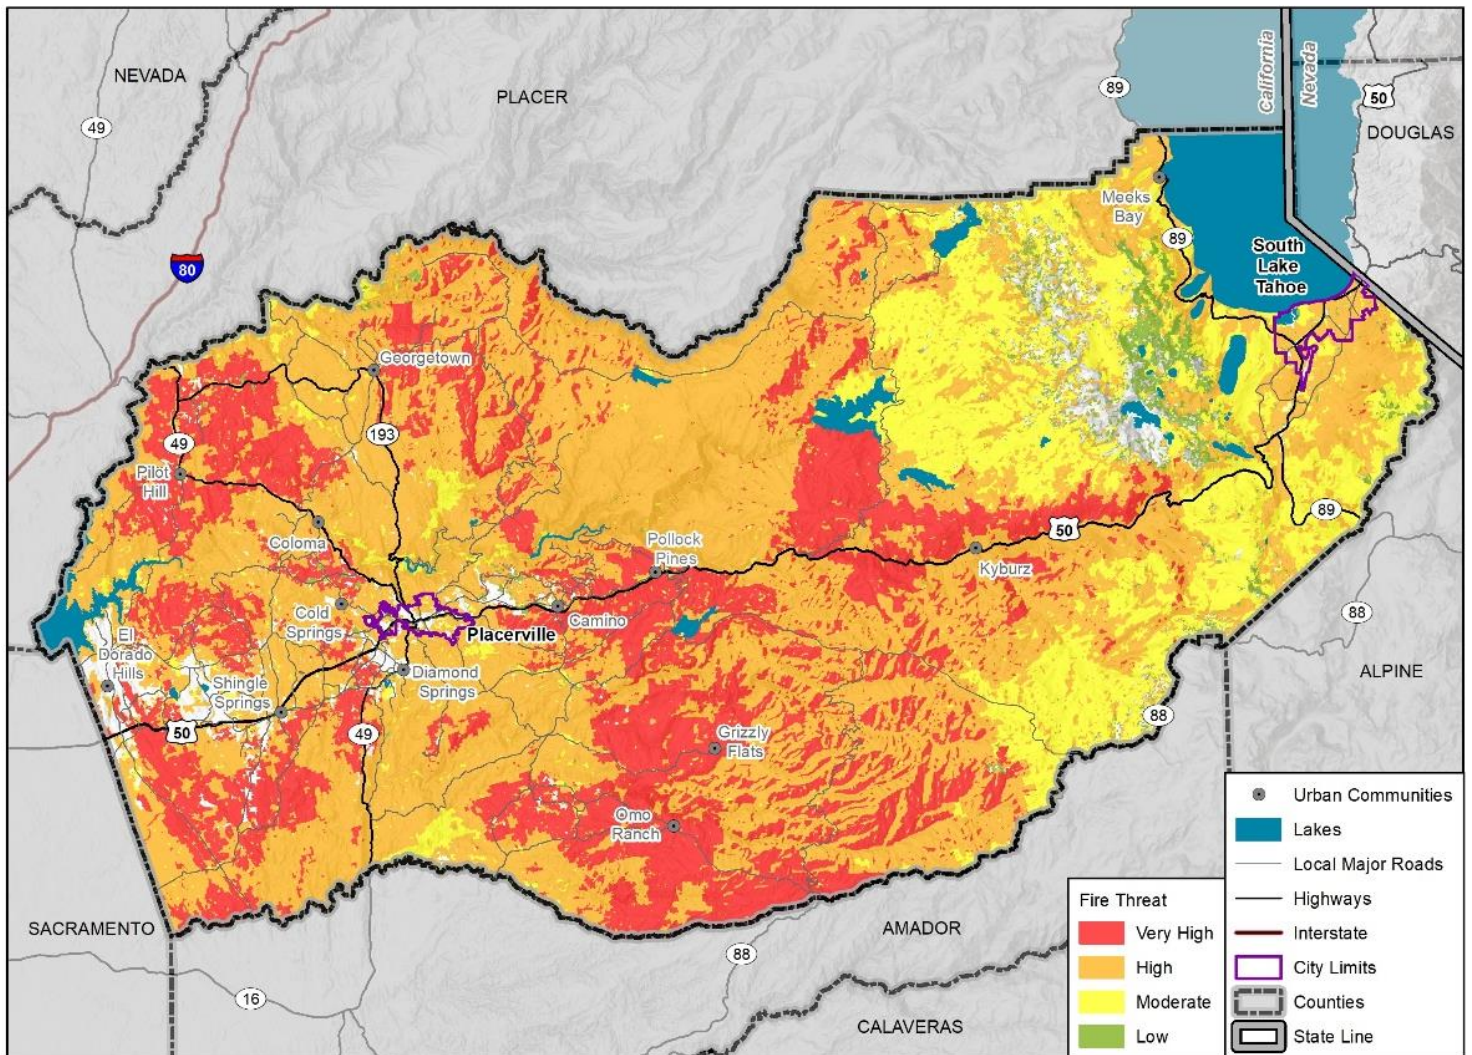 NEVADA
PLACER
89
California
Nevada
50
DOUGLAS
49
Meeks
Bay
89
South
Lake
Tahoe
80
Georgetown
49
193
Pilot
Hill
Coloma
Pollock
Pines
50
89
Kyburz
Cold
Springs
Camino
Placerville
88
El
Dorado
Hills
Shingle
Springs
Diamond
Springs
ALPINE
50
49
Grizzly
Flats
88
Omo
Ranch
SACRAMENTO
AMADOR
88
16
CALAVERAS
Fire Threat
Very High
High
Moderate
Low
Urban Communities
Lakes
Local Major Roads
Highways
Interstate
City Limits
Counties
State Line